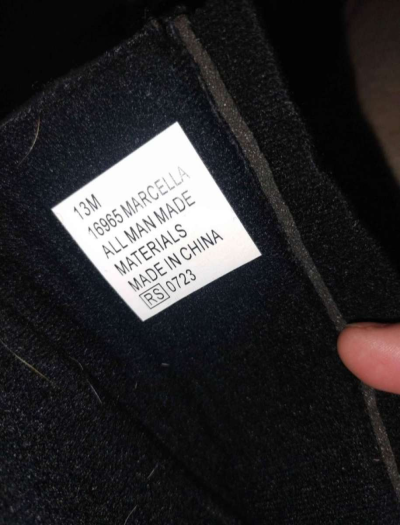 13M
16965 MARCELLA
ALL MAN MADE
MATERIALS
MADE IN CHINA
RS 0723